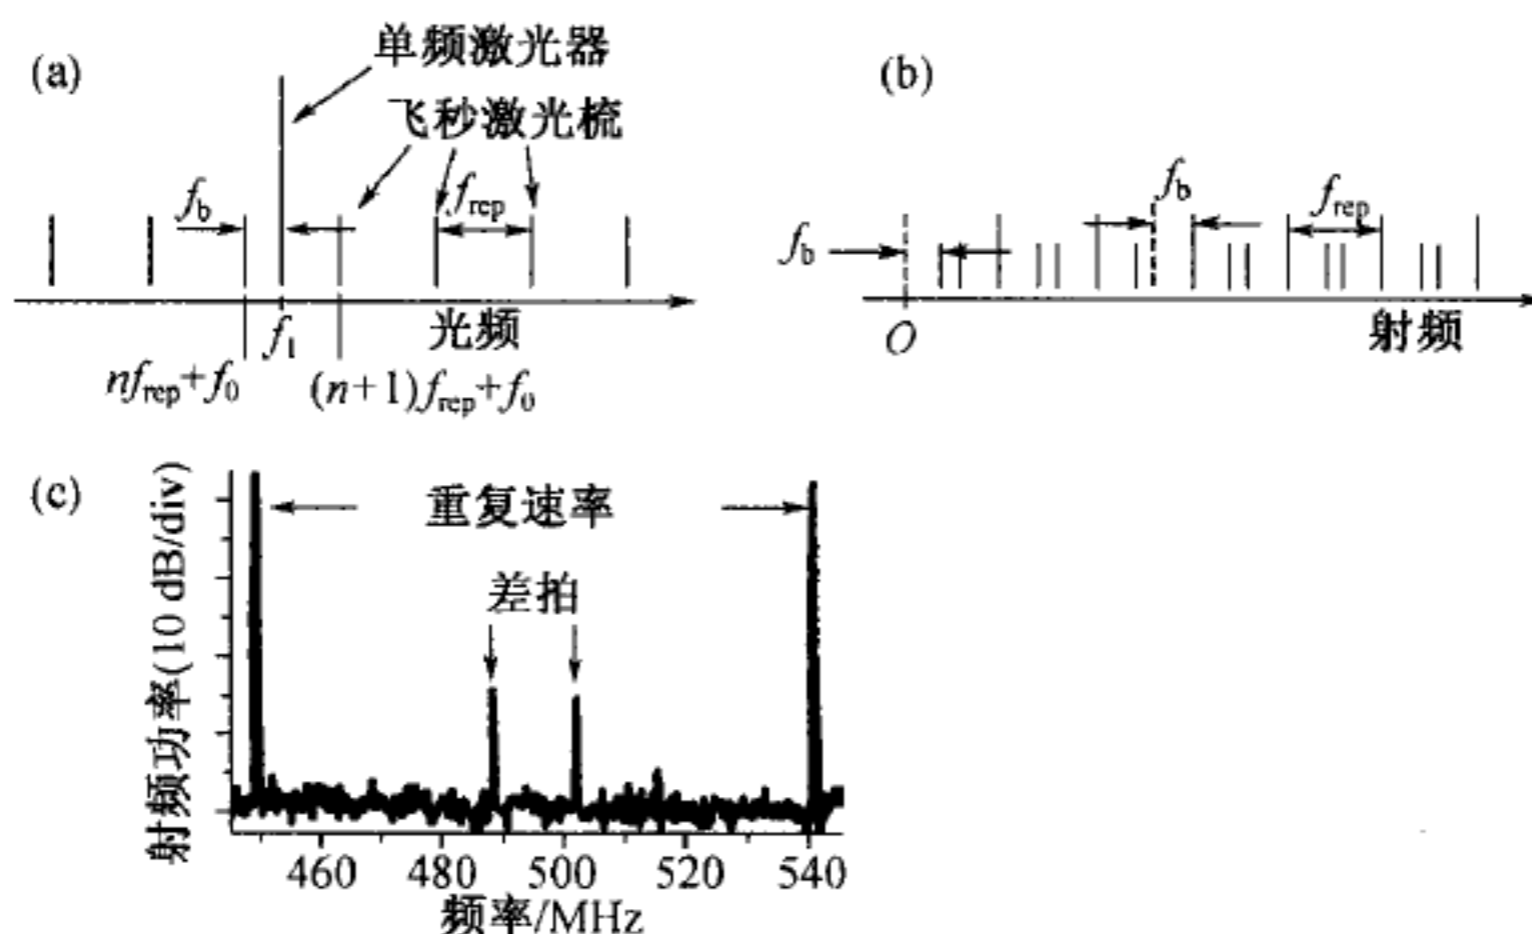 (a)
单频激光器
飞秒激光梳
f_b
f_rep
f_1
光频
nf_rep+f_0
(n+1)f_rep+f_0
(b)
f_b
f_b
f_rep
O
射频
(c)
射频功率(10 dB/div)
重复速率
差拍
460 480 500 520 540
频率/MHz